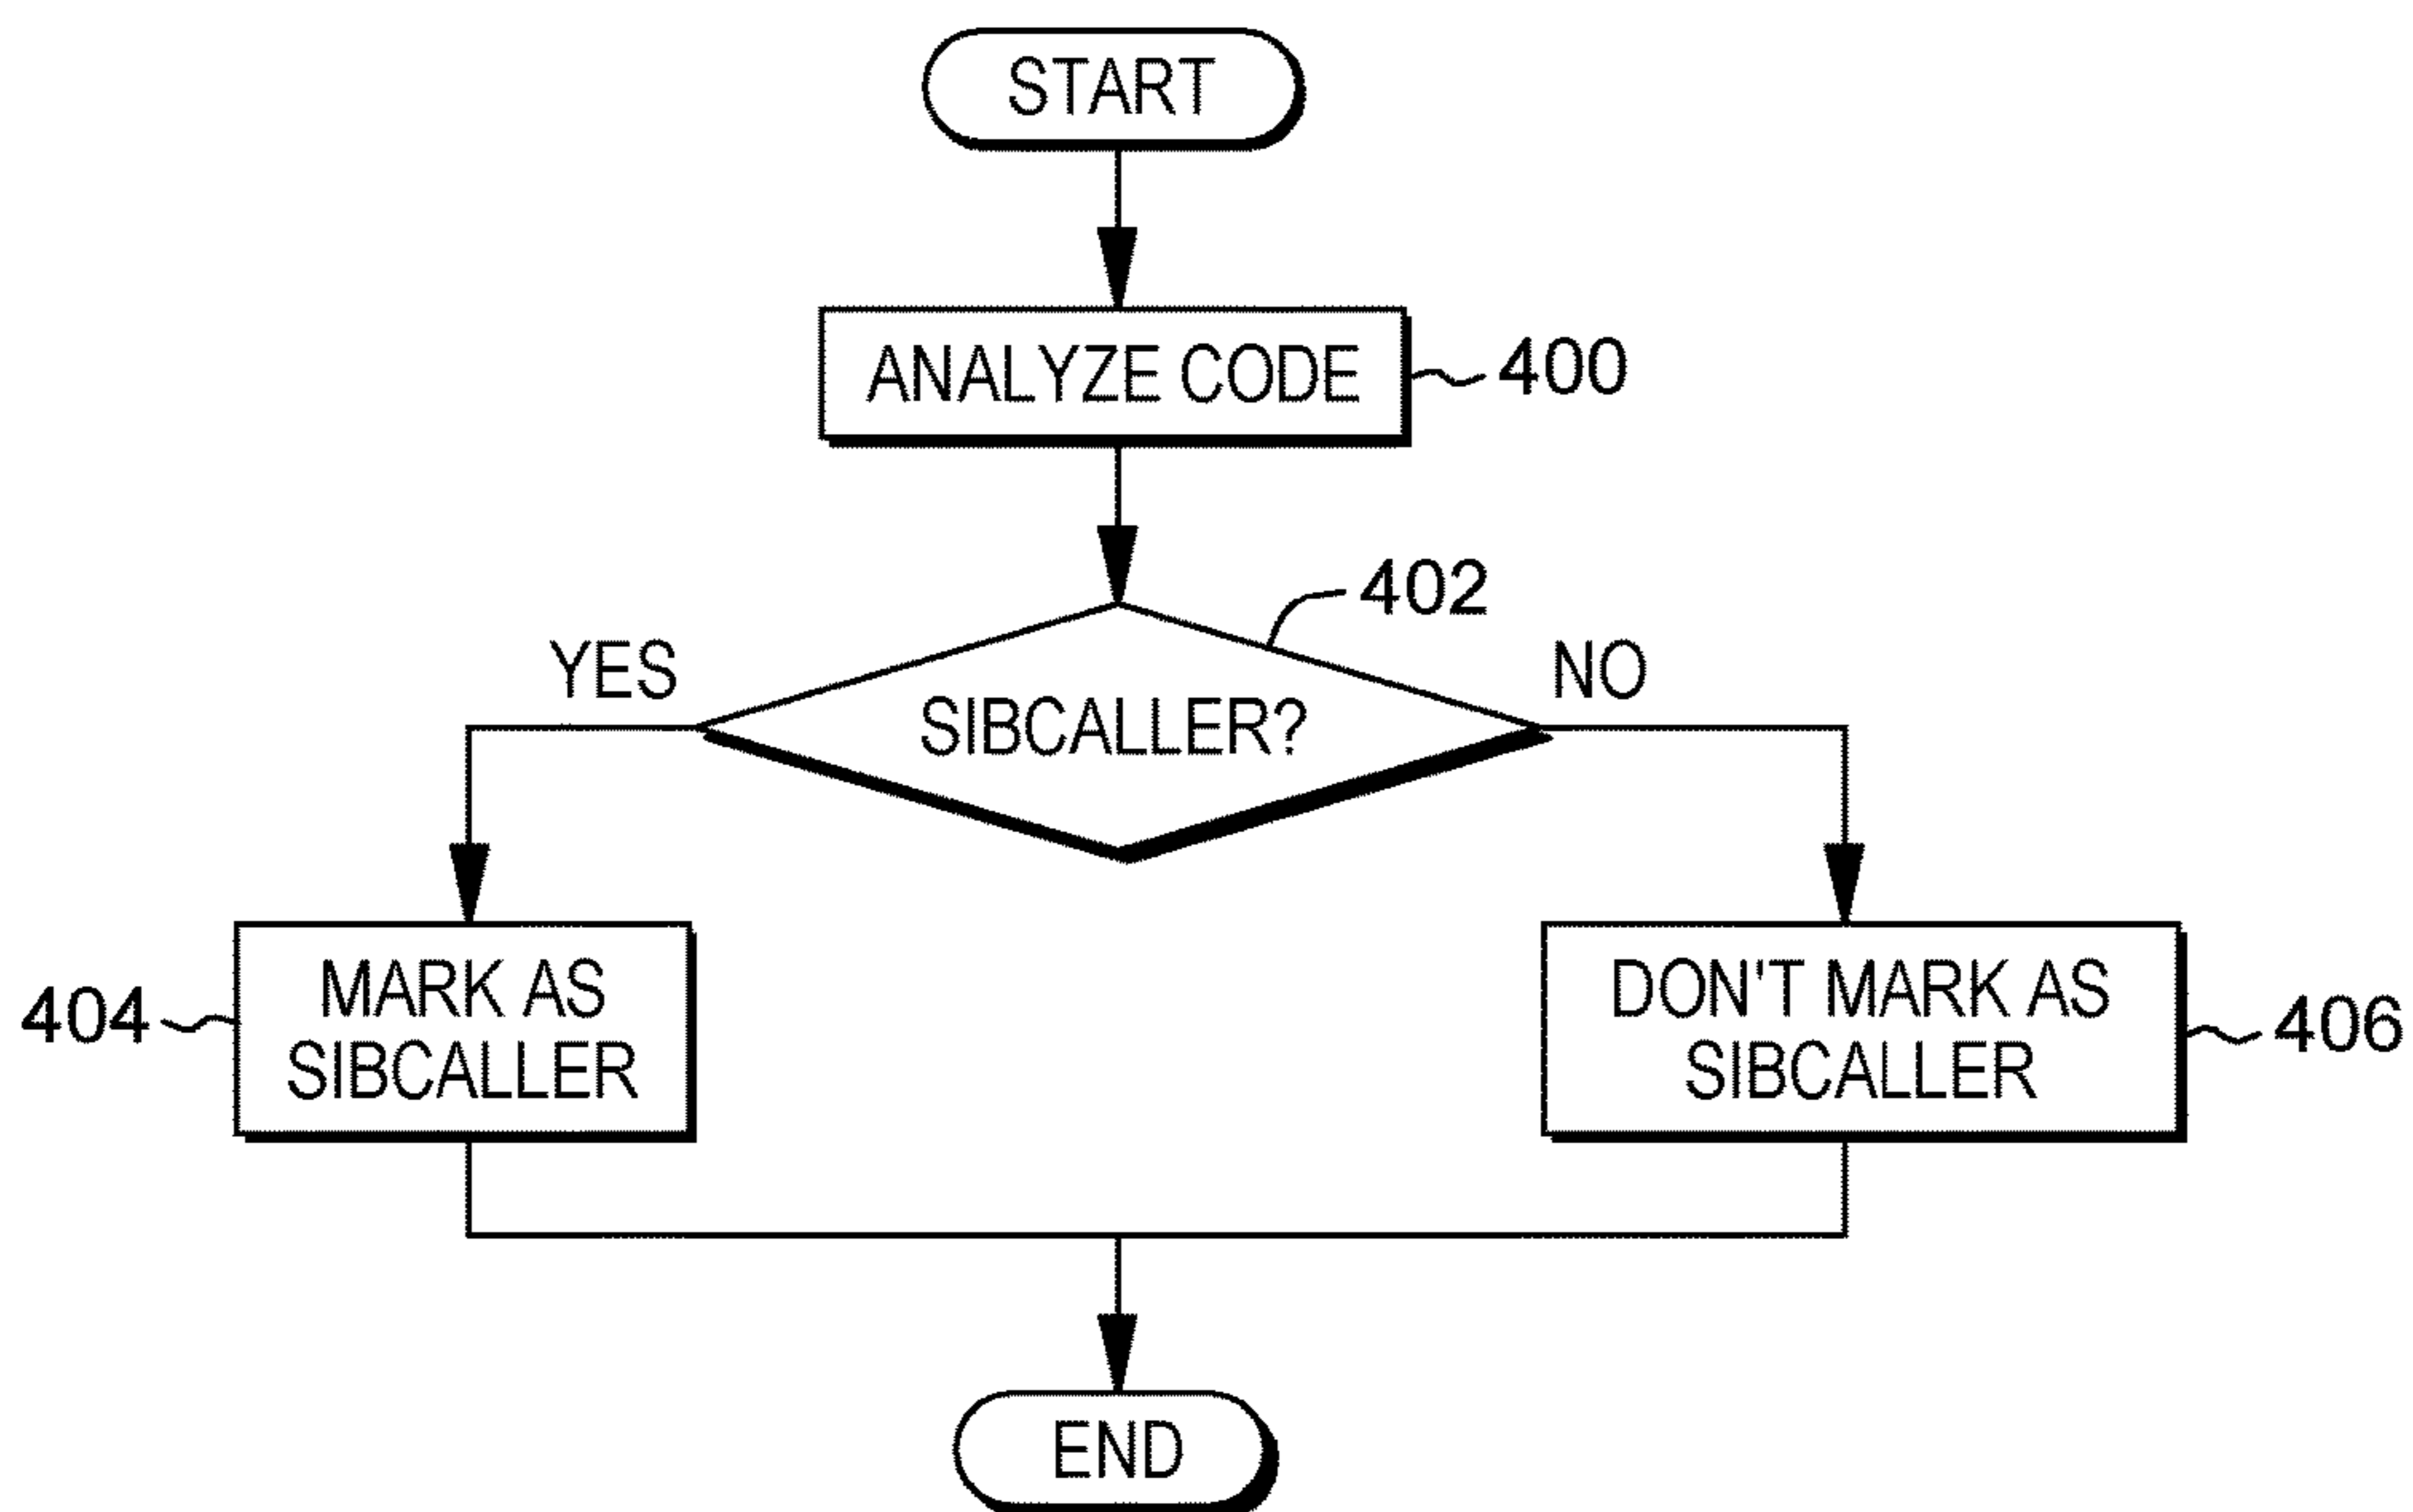 START
ANALYZE CODE
400
402
YES
NO
SIBCALLER?
MARK AS
SIBCALLER
404
DON'T MARK AS
SIBCALLER
406
END